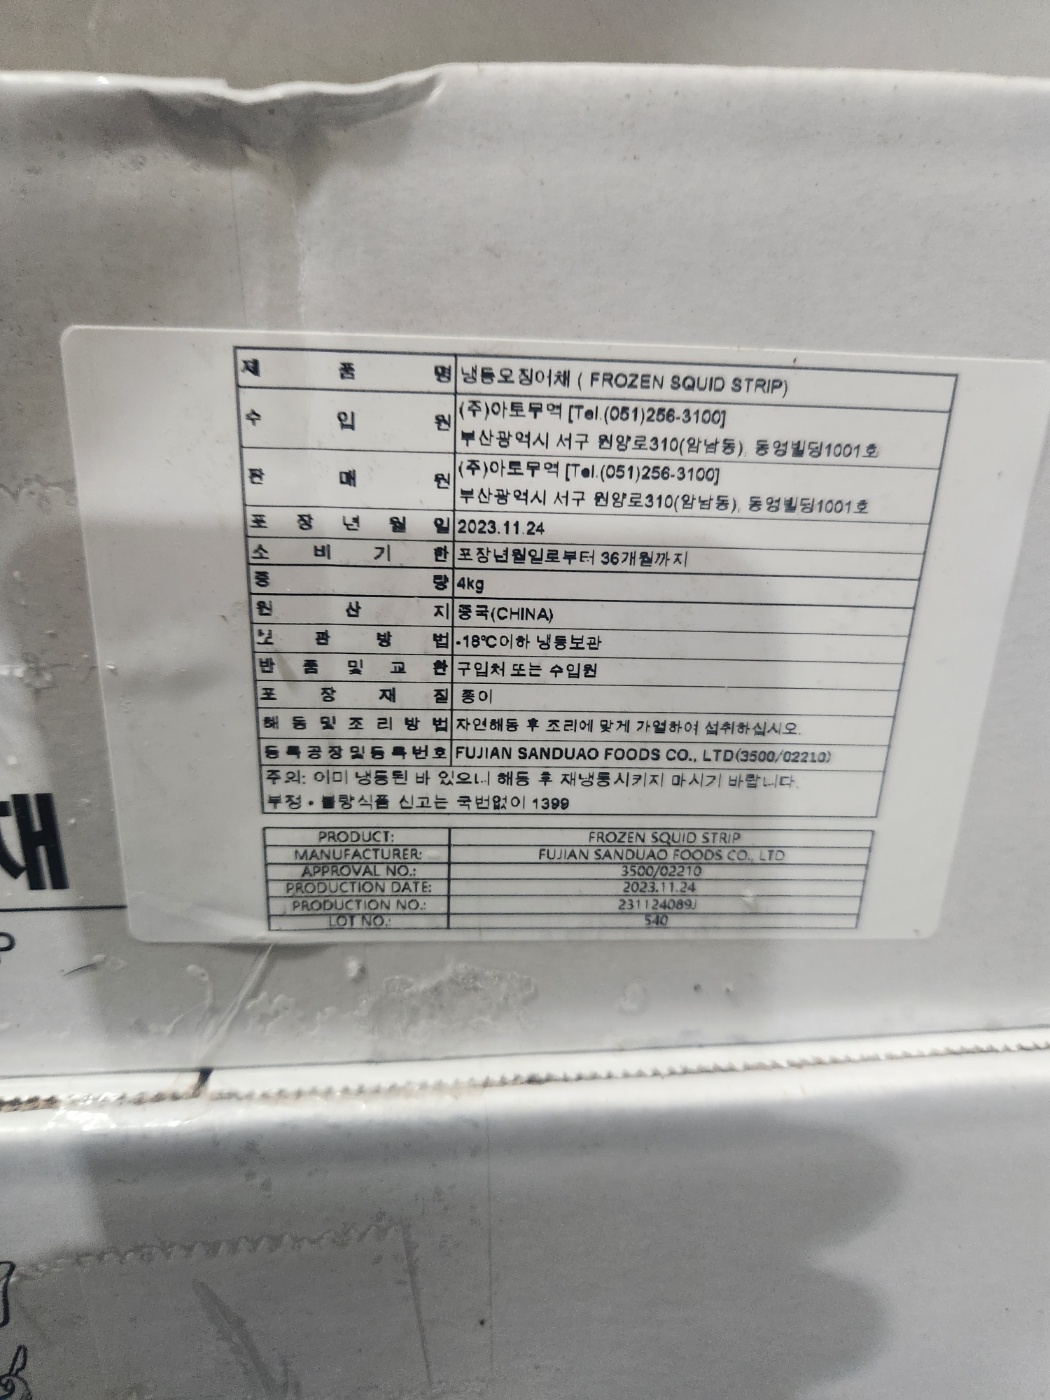 제 품 명 냉동오징어채 ( FROZEN SQUID STRIP)
수 입 원 (주)아토무역 [Tel.(051)256-3100]
부산광역시 서구 원양로310(암남동), 동영빌딩1001호
판 매 원 (주)아토무역 [Tel.(051)256-3100]
부산광역시 서구 원양로310(암남동), 동영빌딩1001호
포 장 년 월 일 2023.11.24
소 비 기 한 포장년월일로부터 36개월까지
중 량 4kg
원 산 지 중국(CHINA)
보 관 방 법 -18℃이하 냉동보관
반 품 및 교 환 구입처 또는 수입원
포 장 재 질 종이
해 동 및 조 리 방 법 자연해동 후 조리에 맞게 가열하여 섭취하십시오.
등록공장및등록번호 FUJIAN SANDUAO FOODS CO., LTD(3500/02210)
주의: 이미 냉동된 바 있으니 해동 후 재냉동시키지 마시기 바랍니다.
부정 • 불량식품 신고는 국번없이 1399
PRODUCT: FROZEN SQUID STRIP
MANUFACTURER: FUJIAN SANDUAO FOODS CO., LTD
APPROVAL NO.: 3500/02210
PRODUCTION DATE: 2023.11.24
PRODUCTION NO.: 231124089J
LOT NO.: 540
채
P